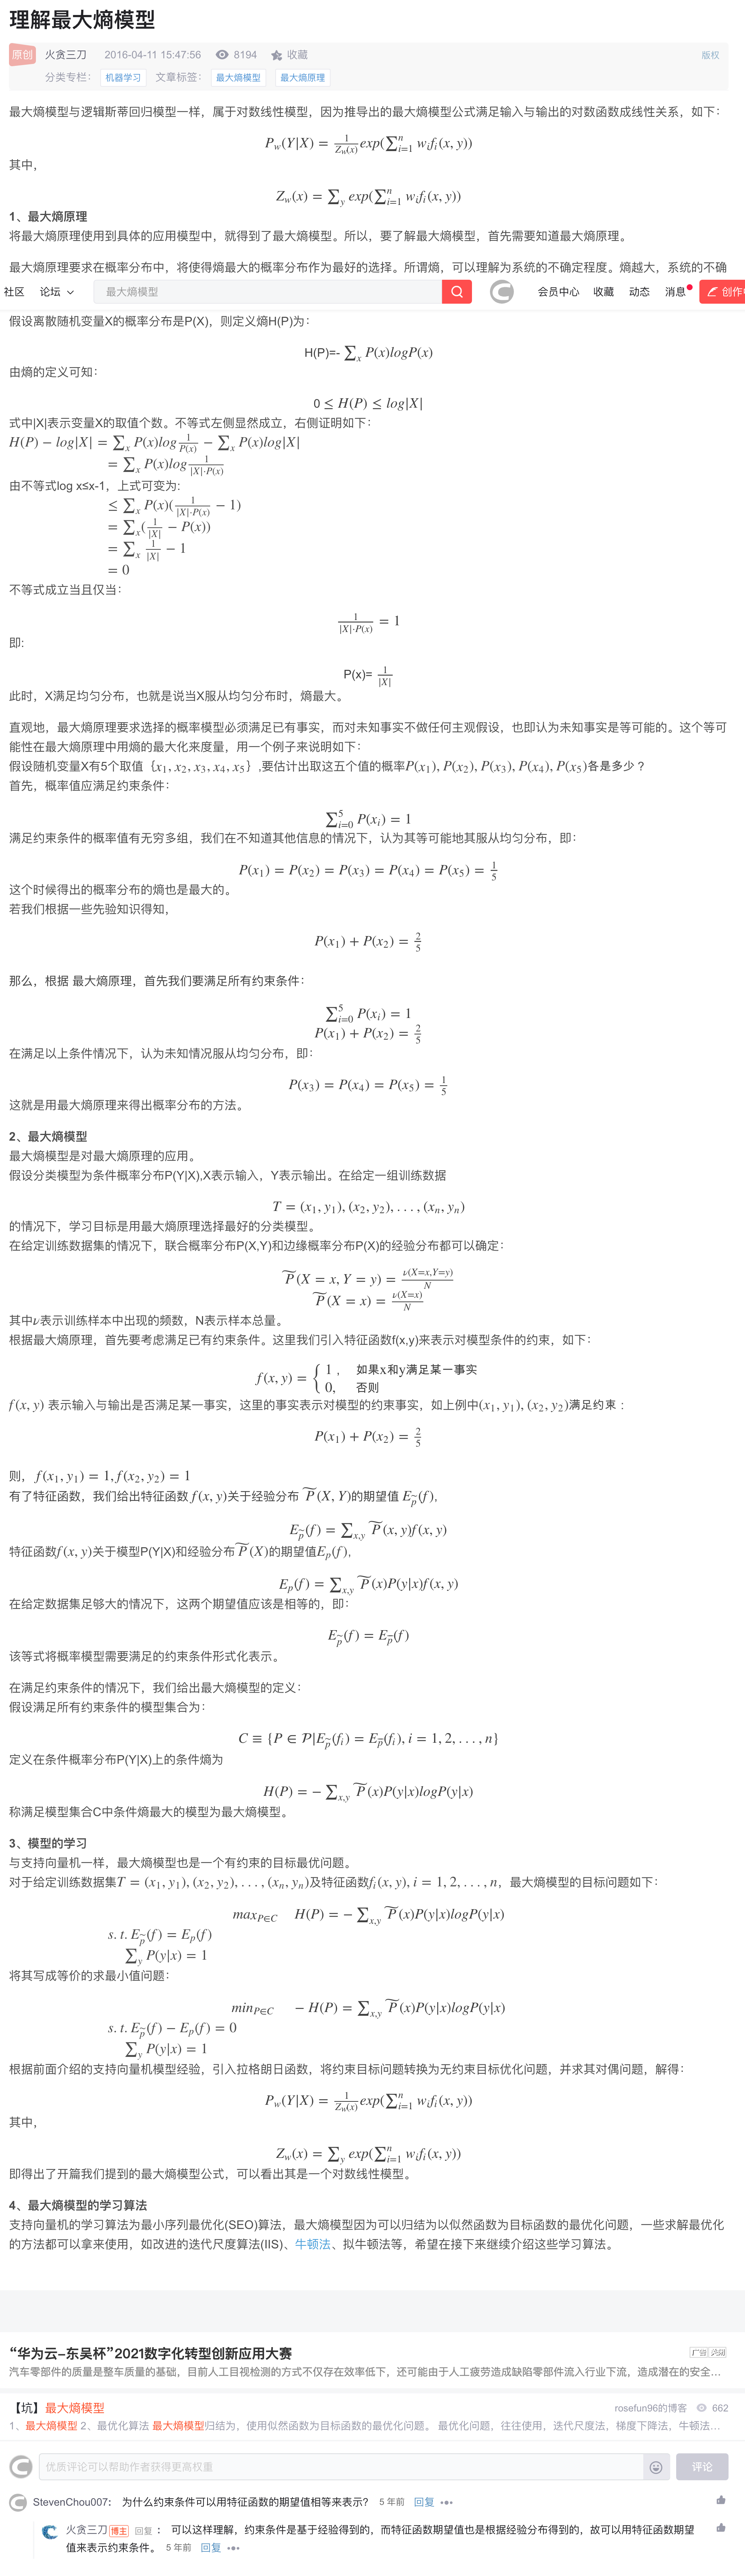 理解最大熵模型
原创 火贪三刀 2016-04-11 15:47:56 8194 收藏 版权
分类专栏： 机器学习 文章标签： 最大熵模型 最大熵原理
最大熵模型与逻辑斯蒂回归模型一样，属于对数线性模型，因为推导出的最大熵模型公式满足输入与输出的对数函数成线性关系，如下：
P_w(Y|X) = \frac{1}{Z_w(x)} exp(\sum_{i=1}^n w_i f_i(x, y))
其中，
Z_w(x) = \sum_y exp(\sum_{i=1}^n w_i f_i(x, y))
1、最大熵原理
将最大熵原理使用到具体的应用模型中，就得到了最大熵模型。所以，要了解最大熵模型，首先需要知道最大熵原理。
最大熵原理要求在概率分布中，将使得熵最大的概率分布作为最好的选择。所谓熵，可以理解为系统的不确定程度。熵越大，系统的不确
社区 论坛 最大熵模型 会员中心 收藏 动态 消息 创作
假设离散随机变量X的概率分布是P(X)，则定义熵H(P)为：
H(P)=- \sum_x P(x)logP(x)
由熵的定义可知：
0 ≤ H(P) ≤ log|X|
式中|X|表示变量X的取值个数。不等式左侧显然成立，右侧证明如下：
H(P) − log|X| = \sum_x P(x)log\frac{1}{P(x)} − \sum_x P(x)log|X|
= \sum_x P(x)log\frac{1}{|X|·P(x)}
由不等式log x≤x-1，上式可变为:
≤ \sum_x P(x)(\frac{1}{|X|·P(x)} − 1)
= \sum_x(\frac{1}{|X|} − P(x))
= \sum_x \frac{1}{|X|} − 1
= 0
不等式成立当且仅当：
\frac{1}{|X|·P(x)} = 1
即:
P(x)= \frac{1}{|X|}
此时，X满足均匀分布，也就是说当X服从均匀分布时，熵最大。
直观地，最大熵原理要求选择的概率模型必须满足已有事实，而对未知事实不做任何主观假设，也即认为未知事实是等可能的。这个等可
能性在最大熵原理中用熵的最大化来度量，用一个例子来说明如下：
假设随机变量X有5个取值｛x_1, x_2, x_3, x_4, x_5｝,要估计出取这五个值的概率P(x_1), P(x_2), P(x_3), P(x_4), P(x_5)各是多少？
首先，概率值应满足约束条件：
\sum_{i=0}^5 P(x_i) = 1
满足约束条件的概率值有无穷多组，我们在不知道其他信息的情况下，认为其等可能地其服从均匀分布，即：
P(x_1) = P(x_2) = P(x_3) = P(x_4) = P(x_5) = \frac{1}{5}
这个时候得出的概率分布的熵也是最大的。
若我们根据一些先验知识得知，
P(x_1) + P(x_2) = \frac{2}{5}
那么，根据 最大熵原理，首先我们要满足所有约束条件：
\sum_{i=0}^5 P(x_i) = 1
P(x_1) + P(x_2) = \frac{2}{5}
在满足以上条件情况下，认为未知情况服从均匀分布，即：
P(x_3) = P(x_4) = P(x_5) = \frac{1}{5}
这就是用最大熵原理来得出概率分布的方法。
2、最大熵模型
最大熵模型是对最大熵原理的应用。
假设分类模型为条件概率分布P(Y|X),X表示输入，Y表示输出。在给定一组训练数据
T = (x_1, y_1), (x_2, y_2), . . . , (x_n, y_n)
的情况下，学习目标是用最大熵原理选择最好的分类模型。
在给定训练数据集的情况下，联合概率分布P(X,Y)和边缘概率分布P(X)的经验分布都可以确定：
\widetilde{P}(X = x, Y = y) = \frac{ν(X=x,Y=y)}{N}
\widetilde{P}(X = x) = \frac{ν(X=x)}{N}
其中ν表示训练样本中出现的频数，N表示样本总量。
根据最大熵原理，首先要考虑满足已有约束条件。这里我们引入特征函数f(x,y)来表示对模型条件的约束，如下：
f(x, y) = { 1， 如果x和y满足某一事实
0, 否则
f(x, y) 表示输入与输出是否满足某一事实，这里的事实表示对模型的约束事实，如上例中(x_1, y_1), (x_2, y_2)满足约束：
P(x_1) + P(x_2) = \frac{2}{5}
则， f(x_1, y_1) = 1, f(x_2, y_2) = 1
有了特征函数，我们给出特征函数 f(x, y)关于经验分布 \widetilde{P}(X, Y)的期望值 E_{\widetilde{p}}(f),
E_{\widetilde{p}}(f) = \sum_{x,y} \widetilde{P}(x, y)f(x, y)
特征函数f(x, y)关于模型P(Y|X)和经验分布\widetilde{P}(X)的期望值E_p(f),
E_p(f) = \sum_{x,y} \widetilde{P}(x)P(y|x)f(x, y)
在给定数据集足够大的情况下，这两个期望值应该是相等的，即：
E_{\widetilde{p}}(f) = E_{\overline{p}}(f)
该等式将概率模型需要满足的约束条件形式化表示。
在满足约束条件的情况下，我们给出最大熵模型的定义：
假设满足所有约束条件的模型集合为：
C ≡ {P ∈ 𝒫|E_{\widetilde{p}}(f_i) = E_{\overline{p}}(f_i), i = 1, 2, . . . , n}
定义在条件概率分布P(Y|X)上的条件熵为
H(P) = − \sum_{x,y} \widetilde{P}(x)P(y|x)logP(y|x)
称满足模型集合C中条件熵最大的模型为最大熵模型。
3、模型的学习
与支持向量机一样，最大熵模型也是一个有约束的目标最优问题。
对于给定训练数据集T = (x_1, y_1), (x_2, y_2), . . . , (x_n, y_n)及特征函数f_i(x, y), i = 1, 2, . . . , n，最大熵模型的目标问题如下：
max_{P∈C} H(P) = − \sum_{x,y} \widetilde{P}(x)P(y|x)logP(y|x)
s. t. E_{\widetilde{p}}(f) = E_p(f)
\sum_y P(y|x) = 1
将其写成等价的求最小值问题：
min_{P∈C} − H(P) = \sum_{x,y} \widetilde{P}(x)P(y|x)logP(y|x)
s. t. E_{\widetilde{p}}(f) − E_p(f) = 0
\sum_y P(y|x) = 1
根据前面介绍的支持向量机模型经验，引入拉格朗日函数，将约束目标问题转换为无约束目标优化问题，并求其对偶问题，解得：
P_w(Y|X) = \frac{1}{Z_w(x)} exp(\sum_{i=1}^n w_i f_i(x, y))
其中，
Z_w(x) = \sum_y exp(\sum_{i=1}^n w_i f_i(x, y))
即得出了开篇我们提到的最大熵模型公式，可以看出其是一个对数线性模型。
4、最大熵模型的学习算法
支持向量机的学习算法为最小序列最优化(SEO)算法，最大熵模型因为可以归结为以似然函数为目标函数的最优化问题，一些求解最优化
的方法都可以拿来使用，如改进的迭代尺度算法(IIS)、牛顿法、拟牛顿法等，希望在接下来继续介绍这些学习算法。
“华为云–东吴杯”2021数字化转型创新应用大赛 广告 关闭
汽车零部件的质量是整车质量的基础，目前人工目视检测的方式不仅存在效率低下，还可能由于人工疲劳造成缺陷零部件流入行业下流，造成潜在的安全...
【坑】最大熵模型 rosefun96的博客 662
1、最大熵模型 2、最优化算法 最大熵模型归结为，使用似然函数为目标函数的最优化问题。 最优化问题，往往使用，迭代尺度法，梯度下降法，牛顿法...
优质评论可以帮助作者获得更高权重 评论
StevenChou007： 为什么约束条件可以用特征函数的期望值相等来表示？ 5 年前 回复
火贪三刀 博主 回复 ： 可以这样理解，约束条件是基于经验得到的，而特征函数期望值也是根据经验分布得到的，故可以用特征函数期望
值来表示约束条件。 5 年前 回复